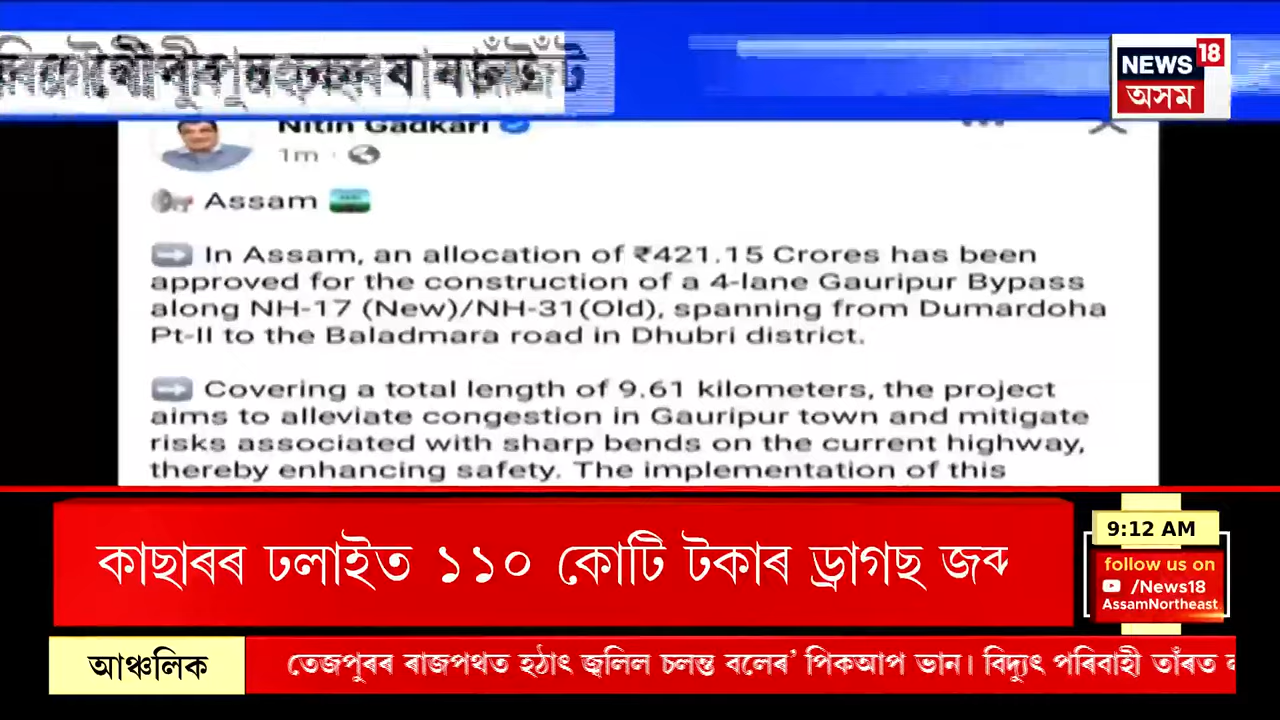 NEWS 18
অসম
Nitin Gadkari
1m
Assam
In Assam, an allocation of ₹421.15 Crores has been
approved for the construction of a 4-lane Gauripur Bypass
along NH-17 (New)/NH-31(Old), spanning from Dumardoha
Pt-II to the Baladmara road in Dhubri district.
Covering a total length of 9.61 kilometers, the project
aims to alleviate congestion in Gauripur town and mitigate
risks associated with sharp bends on the current highway,
thereby enhancing safety. The implementation of this
কাছাৰৰ ঢলাইত ১১০ কোটি টকাৰ ড্ৰাগছ
9:12 AM
follow us on
/News18
AssamNortheast
আঞ্চলিক
তেজপুৰৰ ৰাজপথত হঠাৎ জ্বলিল চলন্ত বলেৰ' পিকআপ ভান। বিদ্যুৎ পৰিবাহী তাঁৰত